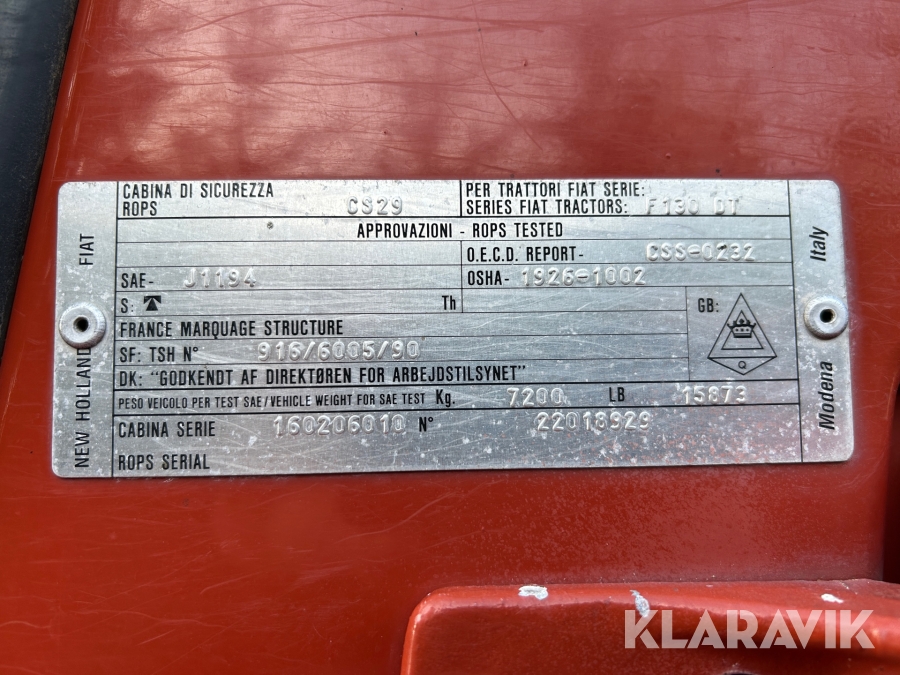 NEW HOLLAND FIAT
CABINA DI SICUREZZA
ROPS CS29
PER TRATTORI FIAT SERIE:
SERIES FIAT TRACTORS: F130 DT
APPROVAZIONI - ROPS TESTED
O.E.C.D. REPORT- CSS-0232
SAE- J1194
OSHA- 1926-1002
S: Th
GB:
Q
FRANCE MARQUAGE STRUCTURE
SF: TSH N° 916/6005/90
DK: "GODKENDT AF DIREKTØREN FOR ARBEJDSTILSYNET"
PESO VEICOLO PER TEST SAE/VEHICLE WEIGHT FOR SAE TEST Kg. 7200 LB 15873
CABINA SERIE 160206010 N° 22018929
ROPS SERIAL
Modena Italy
KLARAVIK